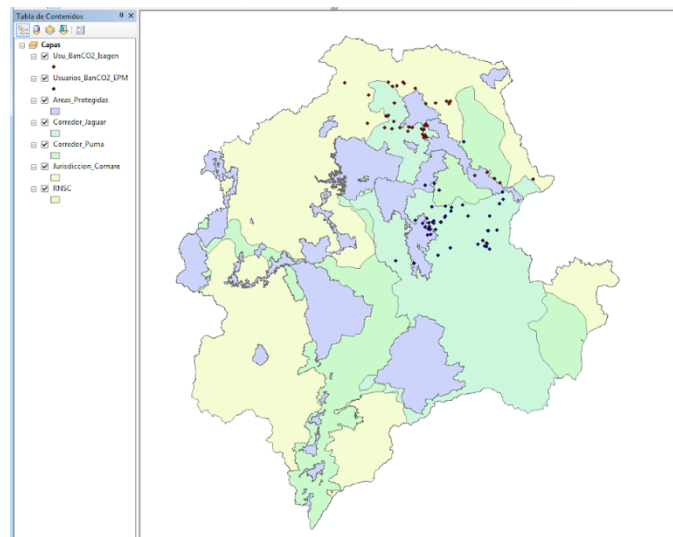 Tabla de Contenidos
Capas
Usu_BanCO2_Isagen
Usuarios_BanCO2_EPM
Areas_Protegidas
Corredor_Jaguar
Corredor_Puma
Jurisdiccion_Cornare
RNSC